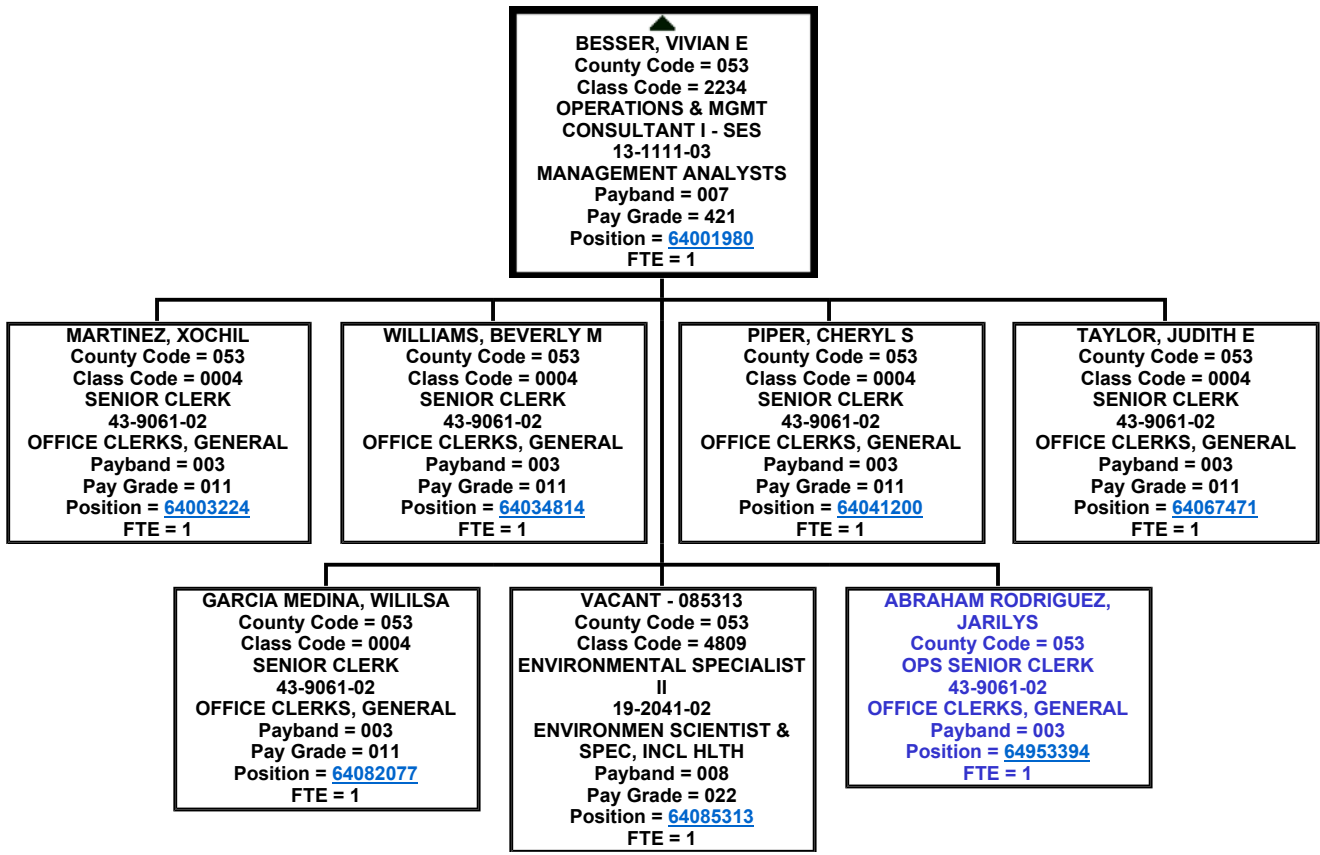 BESSER, VIVIAN E
County Code = 053
Class Code = 2234
OPERATIONS & MGMT
CONSULTANT I - SES
13-1111-03
MANAGEMENT ANALYSTS
Payband = 007
Pay Grade = 421
Position = 64001980
FTE = 1
MARTINEZ, XOCHIL
County Code = 053
Class Code = 0004
SENIOR CLERK
43-9061-02
OFFICE CLERKS, GENERAL
Payband = 003
Pay Grade = 011
Position = 64003224
FTE = 1
WILLIAMS, BEVERLY M
County Code = 053
Class Code = 0004
SENIOR CLERK
43-9061-02
OFFICE CLERKS, GENERAL
Payband = 003
Pay Grade = 011
Position = 64034814
FTE = 1
PIPER, CHERYL S
County Code = 053
Class Code = 0004
SENIOR CLERK
43-9061-02
OFFICE CLERKS, GENERAL
Payband = 003
Pay Grade = 011
Position = 64041200
FTE = 1
TAYLOR, JUDITH E
County Code = 053
Class Code = 0004
SENIOR CLERK
43-9061-02
OFFICE CLERKS, GENERAL
Payband = 003
Pay Grade = 011
Position = 64067471
FTE = 1
GARCIA MEDINA, WILILSA
County Code = 053
Class Code = 0004
SENIOR CLERK
43-9061-02
OFFICE CLERKS, GENERAL
Payband = 003
Pay Grade = 011
Position = 64082077
FTE = 1
VACANT - 085313
County Code = 053
Class Code = 4809
ENVIRONMENTAL SPECIALIST
II
19-2041-02
ENVIRONMEN SCIENTIST &
SPEC, INCL HLTH
Payband = 008
Pay Grade = 022
Position = 64085313
FTE = 1
ABRAHAM RODRIGUEZ,
JARILYS
County Code = 053
OPS SENIOR CLERK
43-9061-02
OFFICE CLERKS, GENERAL
Payband = 003
Position = 64953394
FTE = 1